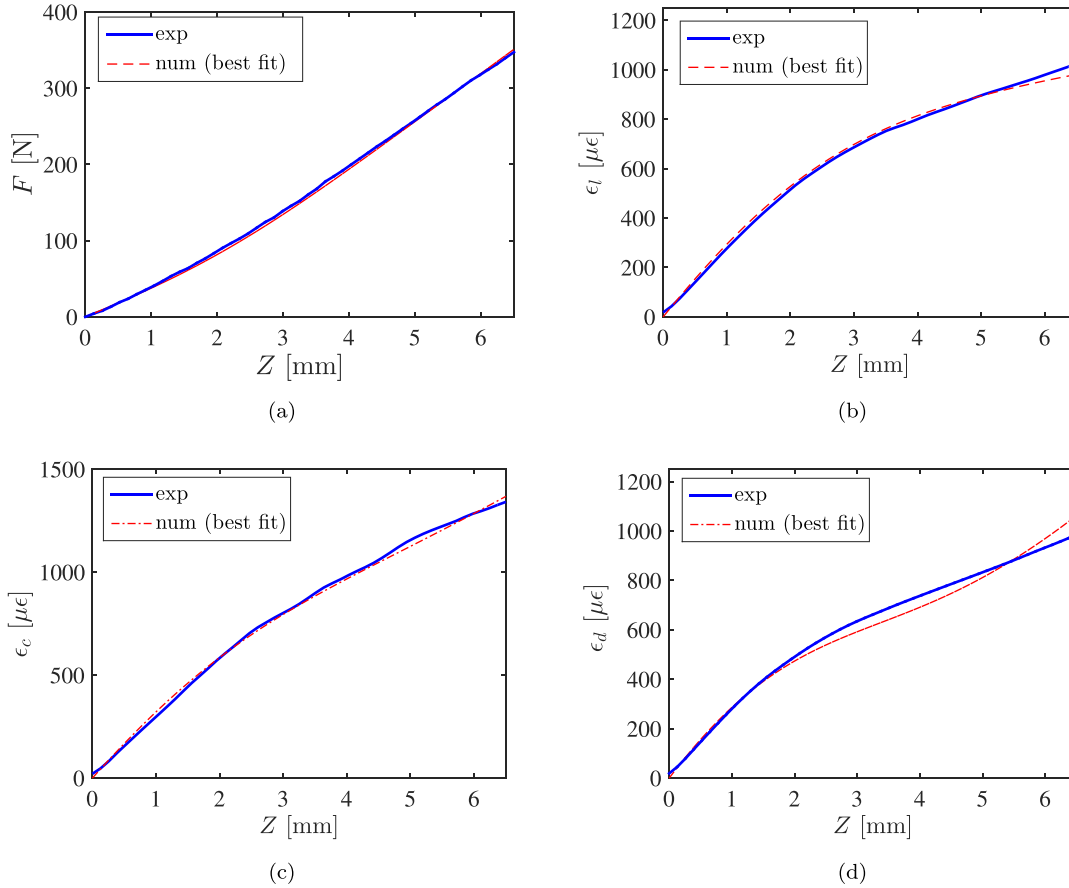 400
300
200
100
0
F [N]
exp
num (best fit)
0 1 2 3 4 5 6
Z [mm]
(a)
1200
1000
800
600
400
200
0
ϵ_l [μϵ]
exp
num (best fit)
0 1 2 3 4 5 6
Z [mm]
(b)
1500
1000
500
0
ϵ_c [μϵ]
exp
num (best fit)
0 1 2 3 4 5 6
Z [mm]
(c)
1200
1000
800
600
400
200
0
ϵ_d [μϵ]
exp
num (best fit)
0 1 2 3 4 5 6
Z [mm]
(d)